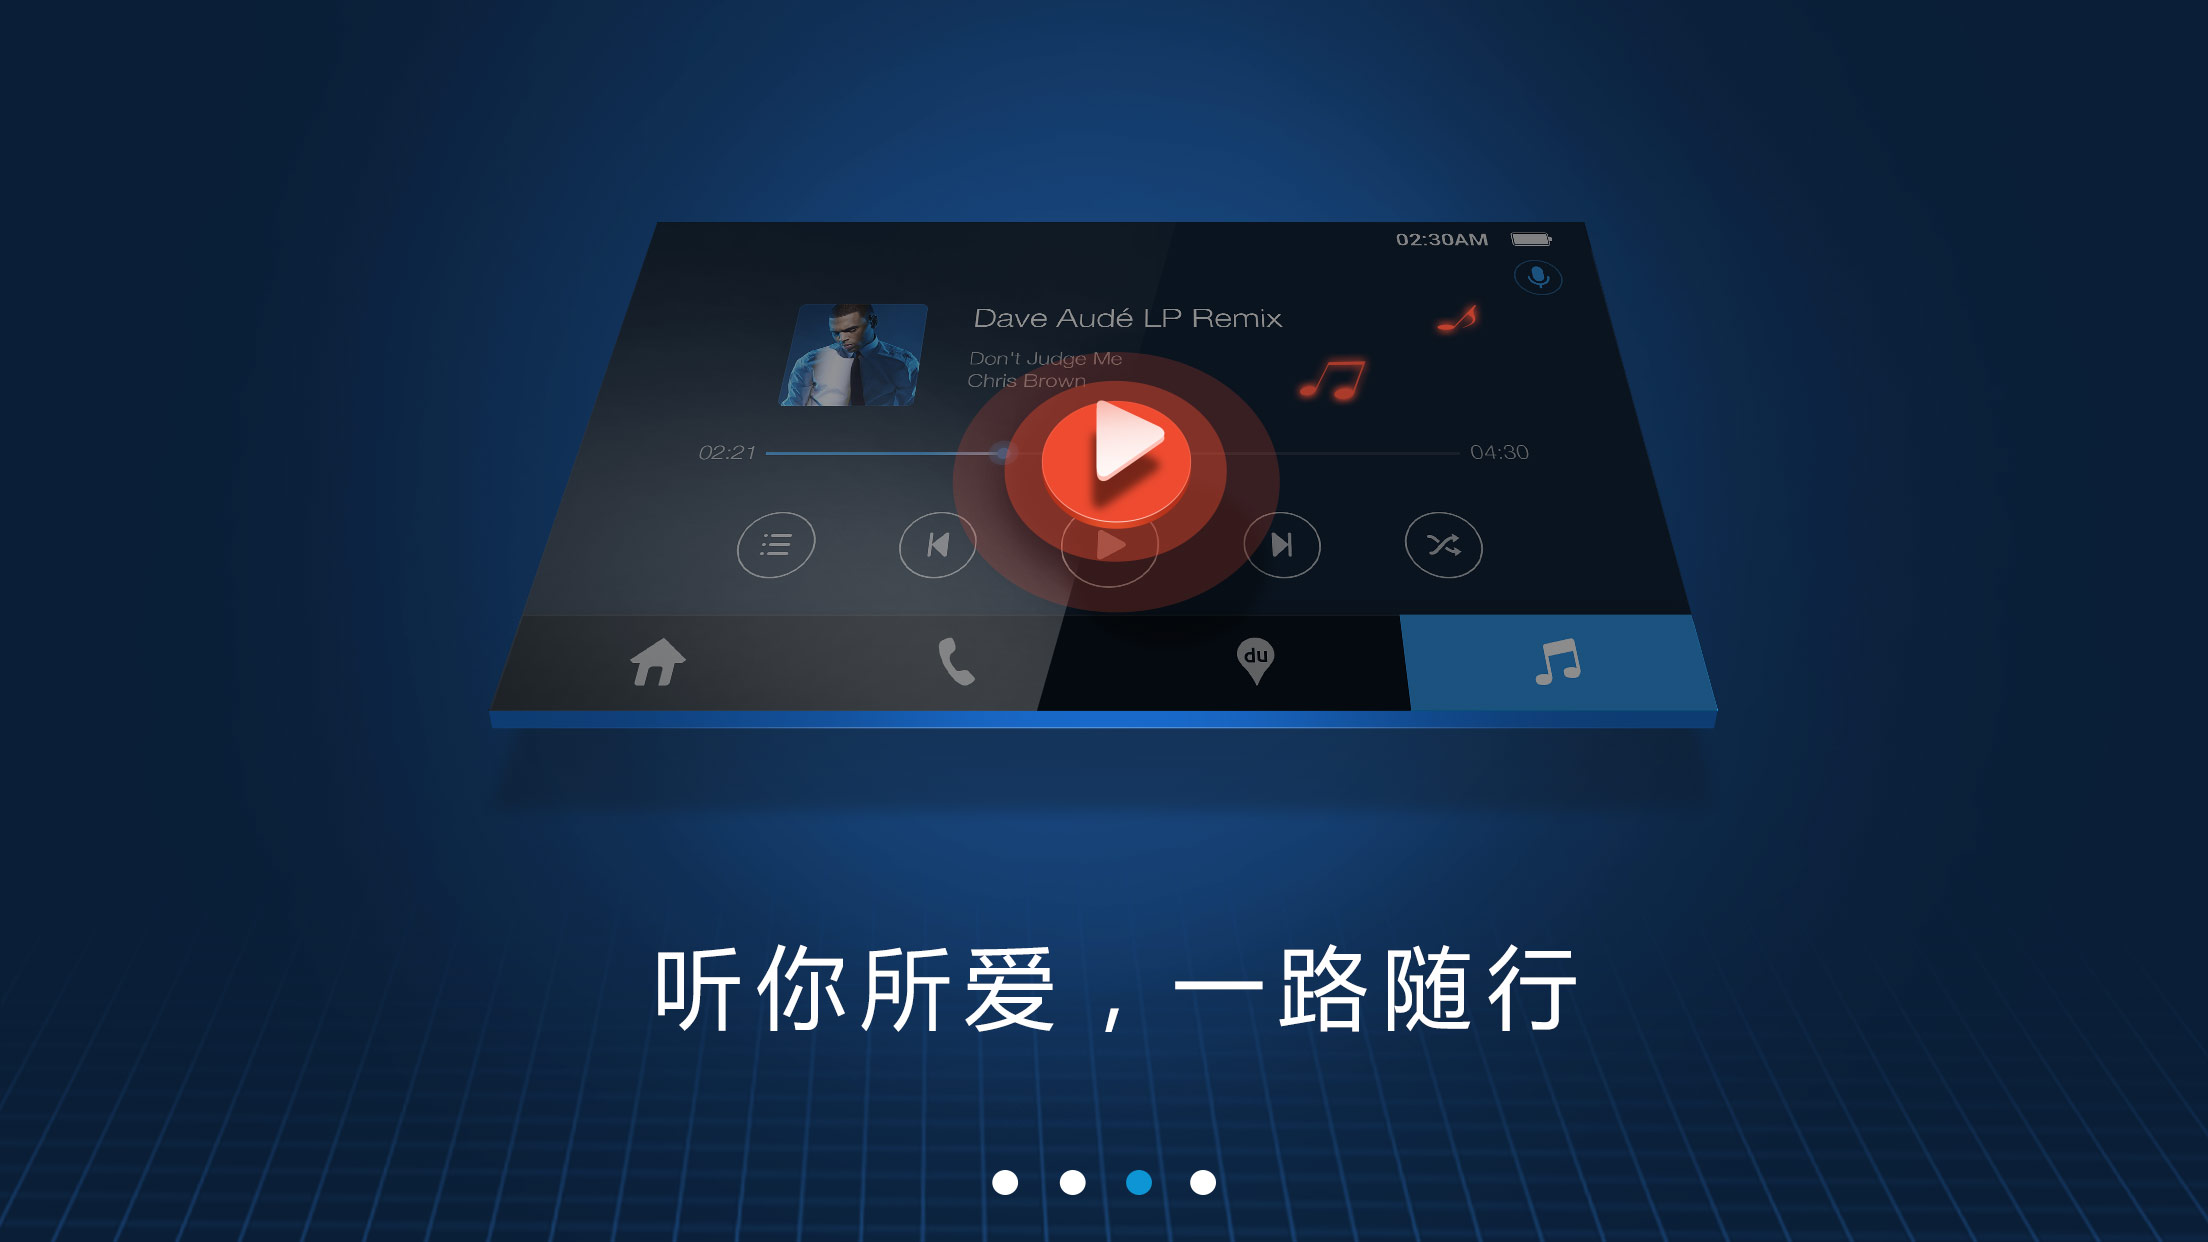 02:30AM
Dave Audé LP Remix
Don't Judge Me
Chris Brown
02:21
04:30
du
听你所爱，一路随行